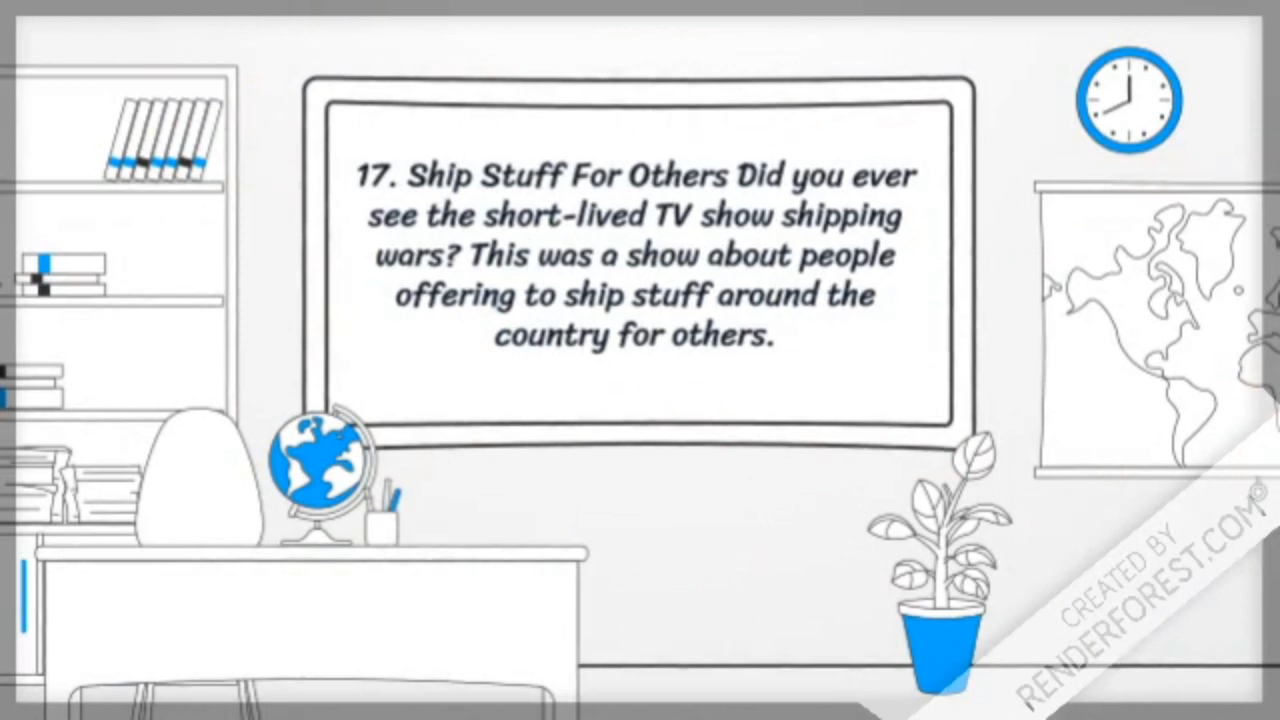 17. Ship Stuff For Others Did you ever
see the short-lived TV show shipping
wars? This was a show about people
offering to ship stuff around the
country for others.
CREATED BY
RENDERFOREST.COM